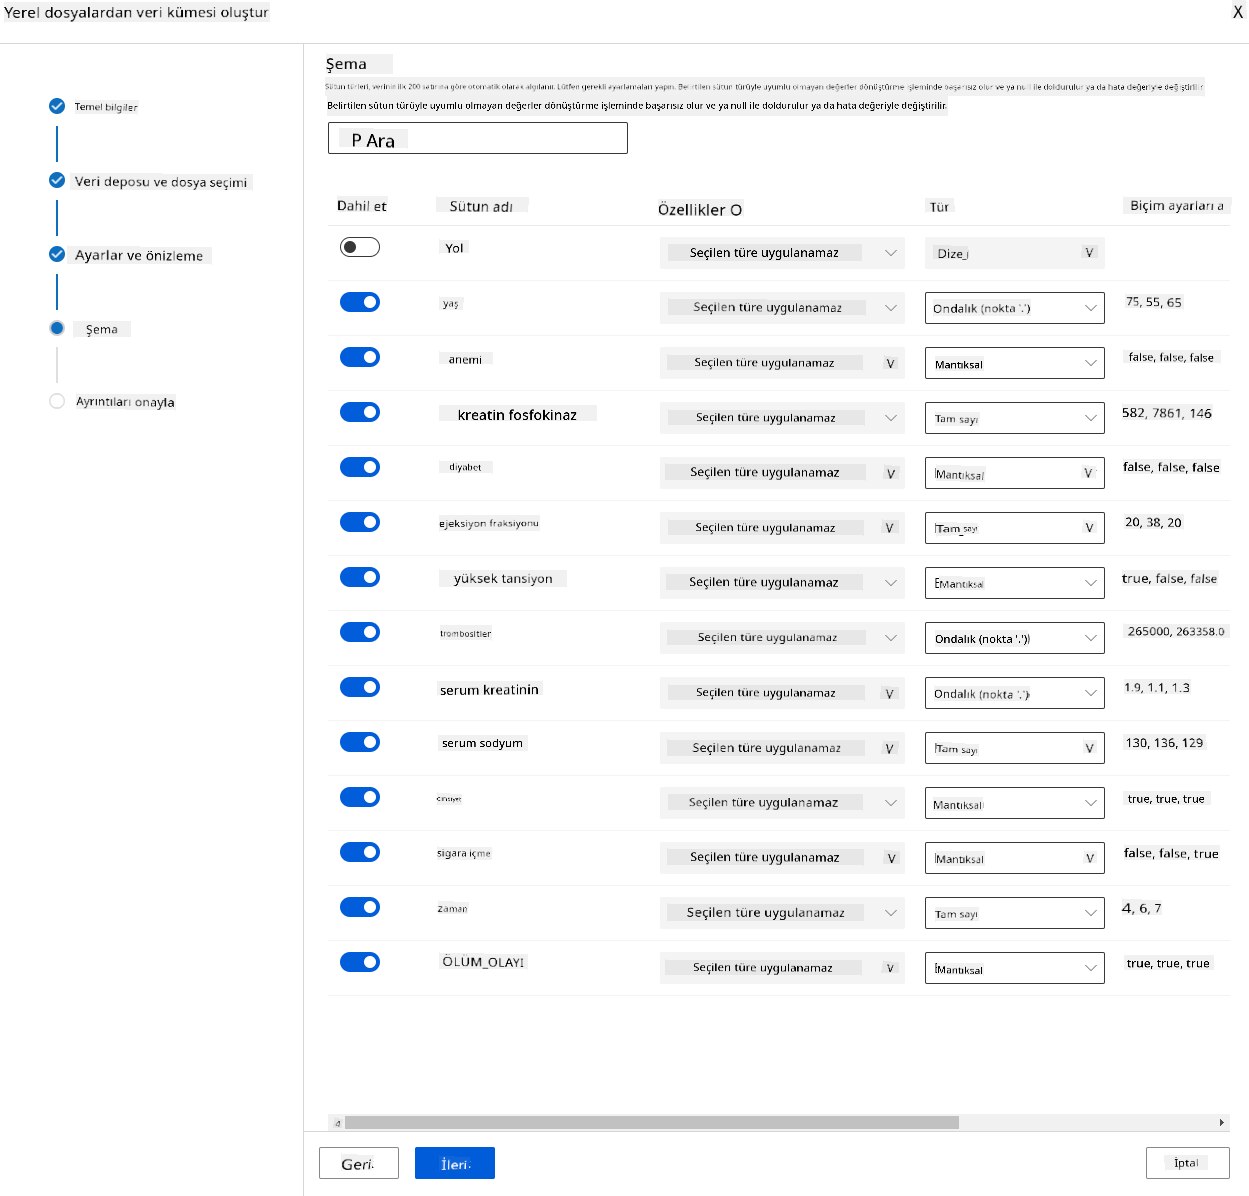 Yerel dosyalardan veri kümesi oluştur
X
Temel bilgiler
Veri deposu ve dosya seçimi
Ayarlar ve önizleme
Şema
Ayrıntıları onayla
Şema
Sütun türleri, verinin ilk 200 satırına göre otomatik olarak algılanır. Lütfen gerekli ayarlamaları yapın. Belirtilen sütun türüyle uyumlu olmayan değerler dönüştürme işleminde başarısız olur ve ya null ile doldurulur ya da hata değeriyle değiştirilir.
Belirtilen sütun türüyle uyumlu olmayan değerler dönüştürme işleminde başarısız olur ve ya null ile doldurulur ya da hata değeriyle değiştirilir.
P Ara
Dahil et Sütun adı Özellikler O Tür Biçim ayarları a
Yol Seçilen türe uygulanamaz Dize V
yaş Seçilen türe uygulanamaz Ondalık (nokta '.') 75, 55, 65
anemi Seçilen türe uygulanamaz V Mantıksal false, false, false
kreatin fosfokinaz Seçilen türe uygulanamaz Tam sayı 582, 7861, 146
diyabet Seçilen türe uygulanamaz V Mantıksal V false, false, false
ejeksiyon fraksiyonu Seçilen türe uygulanamaz V Tam sayı V 20, 38, 20
yüksek tansiyon Seçilen türe uygulanamaz Mantıksal true, false, false
trombositler Seçilen türe uygulanamaz Ondalık (nokta '.') 265000, 263358.0
serum kreatinin Seçilen türe uygulanamaz V Ondalık (nokta '.') 1.9, 1.1, 1.3
serum sodyum Seçilen türe uygulanamaz V Tam sayı V 130, 136, 129
cinsiyet Seçilen türe uygulanamaz Mantıksal true, true, true
sigara içme Seçilen türe uygulanamaz V Mantıksal V false, false, true
Zaman Seçilen türe uygulanamaz Tam sayı 4, 6, 7
ÖLÜM_OLAYI Seçilen türe uygulanamaz V Mantıksal true, true, true
Geri.
İleri.
İptal